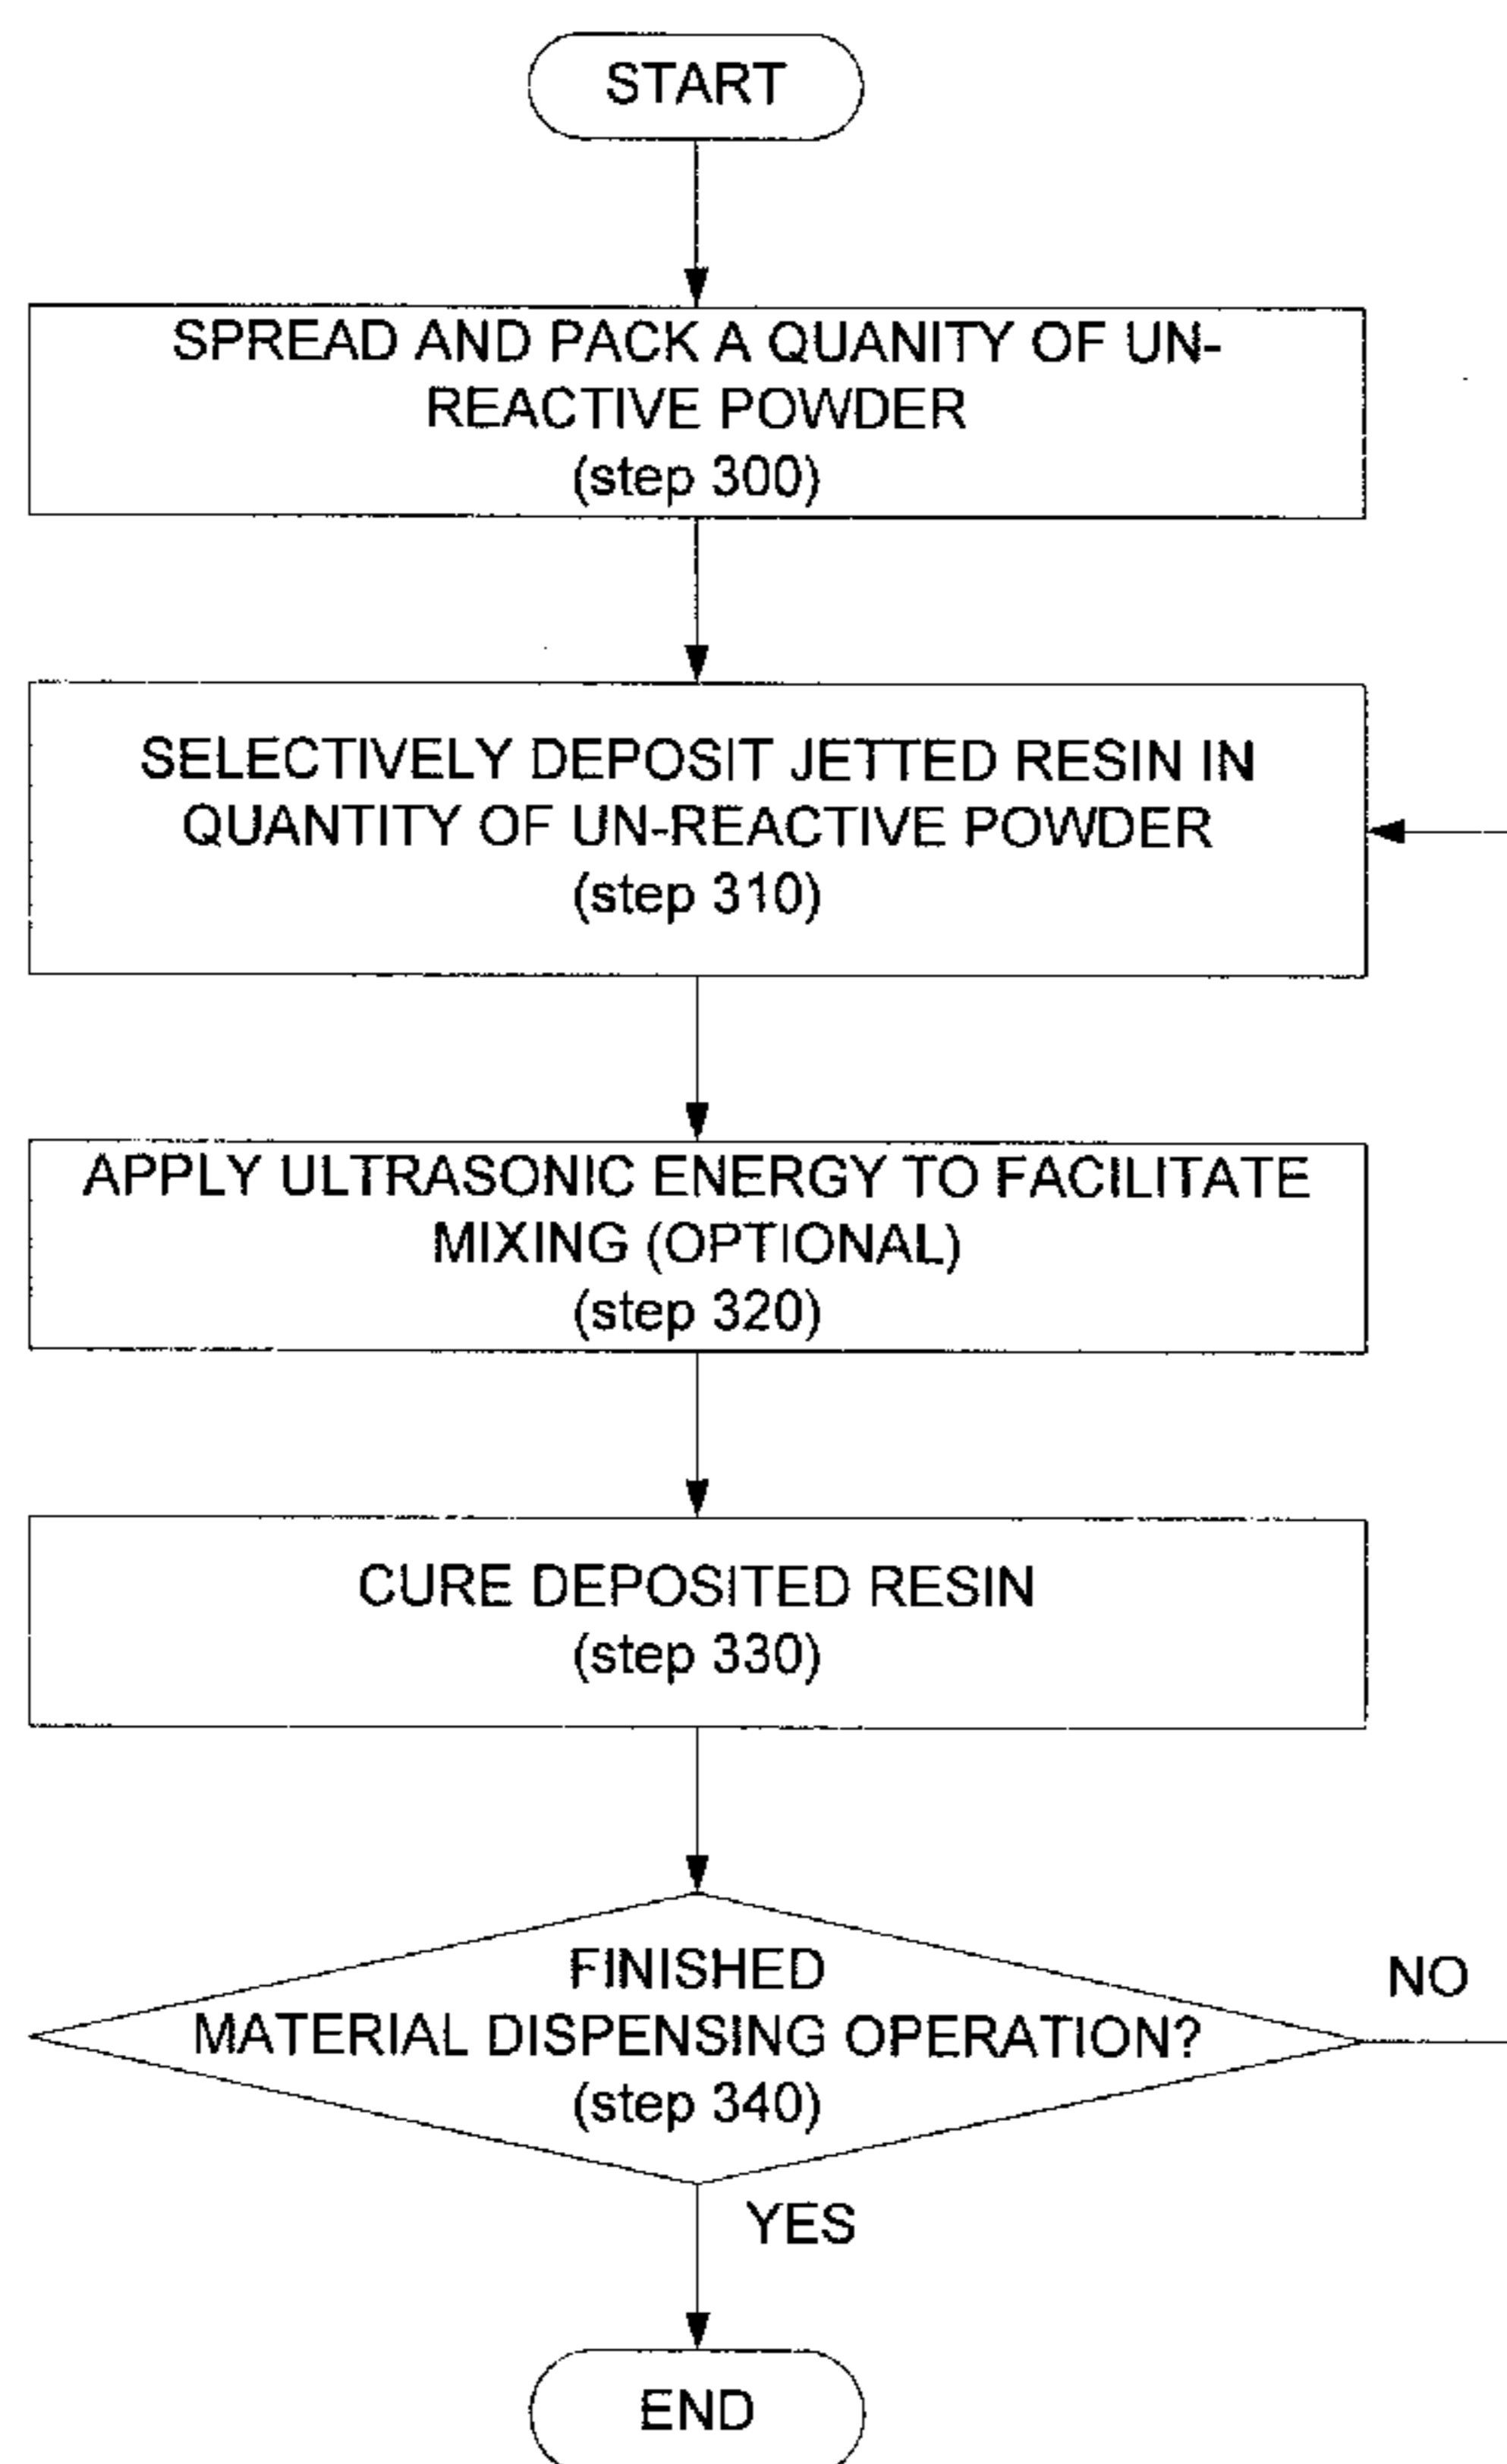 START
SPREAD AND PACK A QUANITY OF UN-
REACTIVE POWDER
(step 300)
SELECTIVELY DEPOSIT JETTED RESIN IN
QUANTITY OF UN-REACTIVE POWDER
(step 310)
APPLY ULTRASONIC ENERGY TO FACILITATE
MIXING (OPTIONAL)
(step 320)
CURE DEPOSITED RESIN
(step 330)
FINISHED
MATERIAL DISPENSING OPERATION?
(step 340)
NO
YES
END